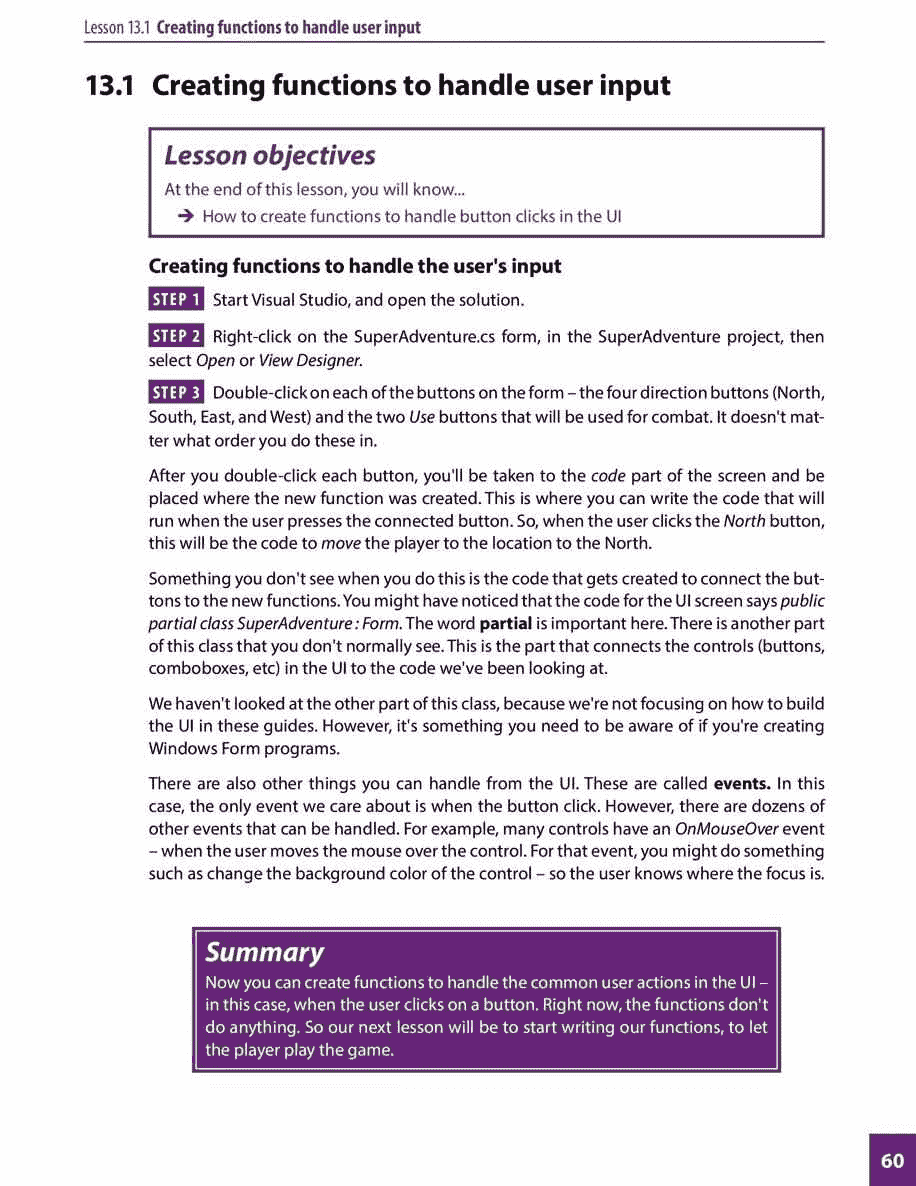 Lesson 13.1 Creating functions to handle user input
13.1 Creating functions to handle user input
Lesson objectives
At the end of this lesson, you will know...
➔ How to create functions to handle button clicks in the UI
Creating functions to handle the user's input
STEP 1 Start Visual Studio, and open the solution.
STEP 2 Right-click on the SuperAdventure.cs form, in the SuperAdventure project, then
select Open or View Designer.
STEP 3 Double-click on each of the buttons on the form – the four direction buttons (North,
South, East, and West) and the two Use buttons that will be used for combat. It doesn't mat-
ter what order you do these in.
After you double-click each button, you'll be taken to the code part of the screen and be
placed where the new function was created. This is where you can write the code that will
run when the user presses the connected button. So, when the user clicks the North button,
this will be the code to move the player to the location to the North.
Something you don't see when you do this is the code that gets created to connect the but-
tons to the new functions. You might have noticed that the code for the UI screen says public
partial class SuperAdventure : Form. The word partial is important here. There is another part
of this class that you don't normally see. This is the part that connects the controls (buttons,
comboboxes, etc) in the UI to the code we've been looking at.
We haven't looked at the other part of this class, because we're not focusing on how to build
the UI in these guides. However, it's something you need to be aware of if you're creating
Windows Form programs.
There are also other things you can handle from the UI. These are called events. In this
case, the only event we care about is when the button click. However, there are dozens of
other events that can be handled. For example, many controls have an OnMouseOver event
– when the user moves the mouse over the control. For that event, you might do something
such as change the background color of the control – so the user knows where the focus is.
Summary
Now you can create functions to handle the common user actions in the UI –
in this case, when the user clicks on a button. Right now, the functions don't
do anything. So our next lesson will be to start writing our functions, to let
the player play the game.
60